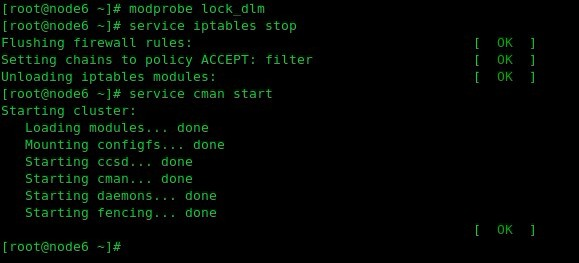 [root@node6 ~]# modprobe lock_dlm
[root@node6 ~]# service iptables stop
Flushing firewall rules: [ OK ]
Setting chains to policy ACCEPT: filter [ OK ]
Unloading iptables modules: [ OK ]
[root@node6 ~]# service cman start
Starting cluster:
Loading modules... done
Mounting configfs... done
Starting ccsd... done
Starting cman... done
Starting daemons... done
Starting fencing... done
[ OK ]
[root@node6 ~]#